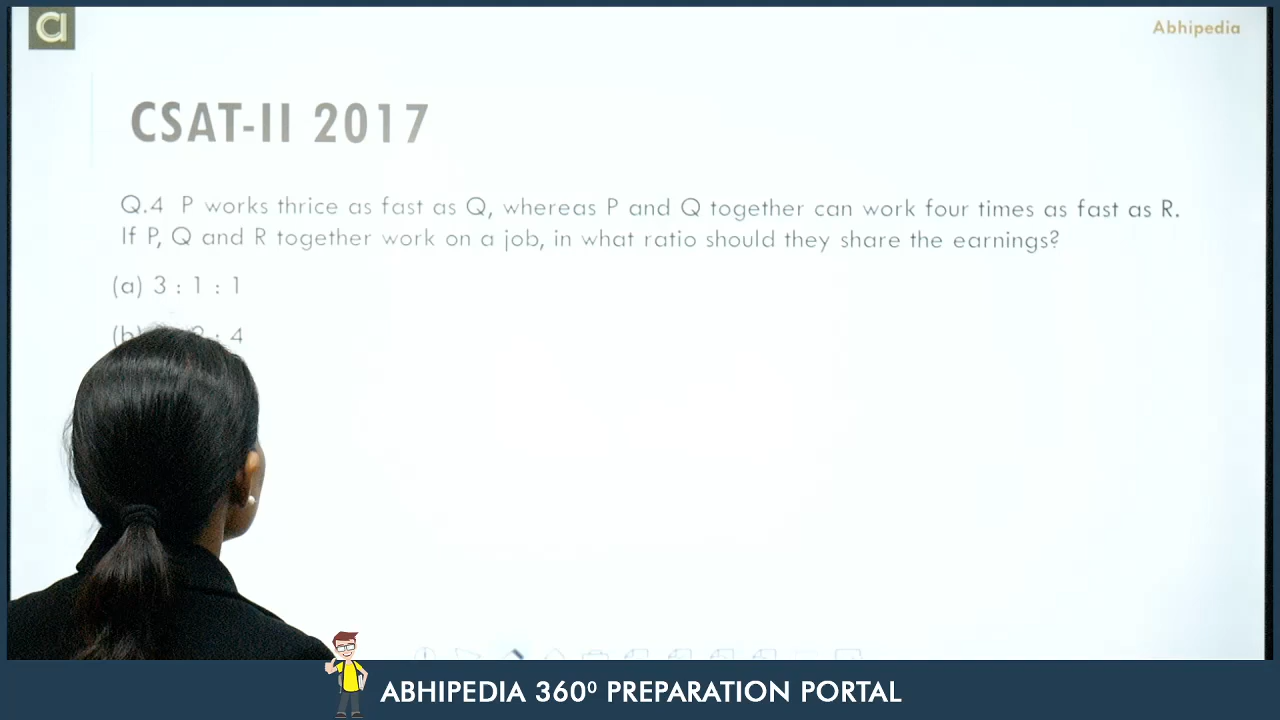 a
Abhipedia
CSAT-II 2017
Q.4 P works thrice as fast as Q, whereas P and Q together can work four times as fast as R.
If P, Q and R together work on a job, in what ratio should they share the earnings?
(a) 3 : 1 : 1
(b) : 4
ABHIPEDIA 360⁰ PREPARATION PORTAL